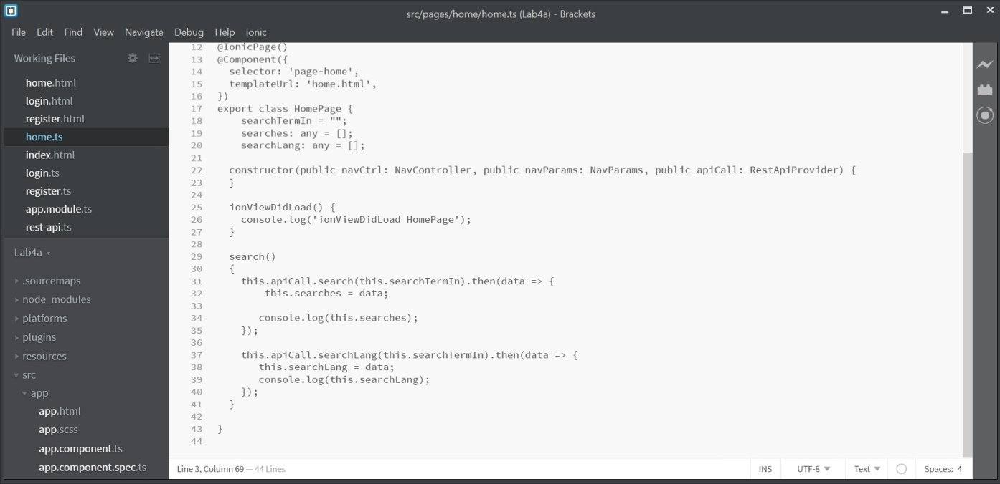 src/pages/home/home.ts (Lab4a) - Brackets
File Edit Find View Navigate Debug Help ionic
Working Files
home.html
login.html
register.html
home.ts
index.html
login.ts
register.ts
app.module.ts
rest-api.ts
Lab4a
.sourcemaps
node_modules
platforms
plugins
resources
src
app
app.html
app.scss
app.component.ts
app.component.spec.ts
12 @IonicPage()
13 @Component({
14   selector: 'page-home',
15   templateUrl: 'home.html',
16 })
17 export class HomePage {
18     searchTermIn = "";
19     searches: any = [];
20     searchLang: any = [];
21
22   constructor(public navCtrl: NavController, public navParams: NavParams, public apiCall: RestApiProvider) {
23   }
24
25   ionViewDidLoad() {
26     console.log('ionViewDidLoad HomePage');
27   }
28
29   search()
30   {
31     this.apiCall.search(this.searchTermIn).then(data => {
32         this.searches = data;
33
34        console.log(this.searches);
35     });
36
37     this.apiCall.searchLang(this.searchTermIn).then(data => {
38        this.searchLang = data;
39        console.log(this.searchLang);
40     });
41   }
42
43 }
44
Line 3, Column 69 — 44 Lines
INS UTF-8 Text Spaces: 4